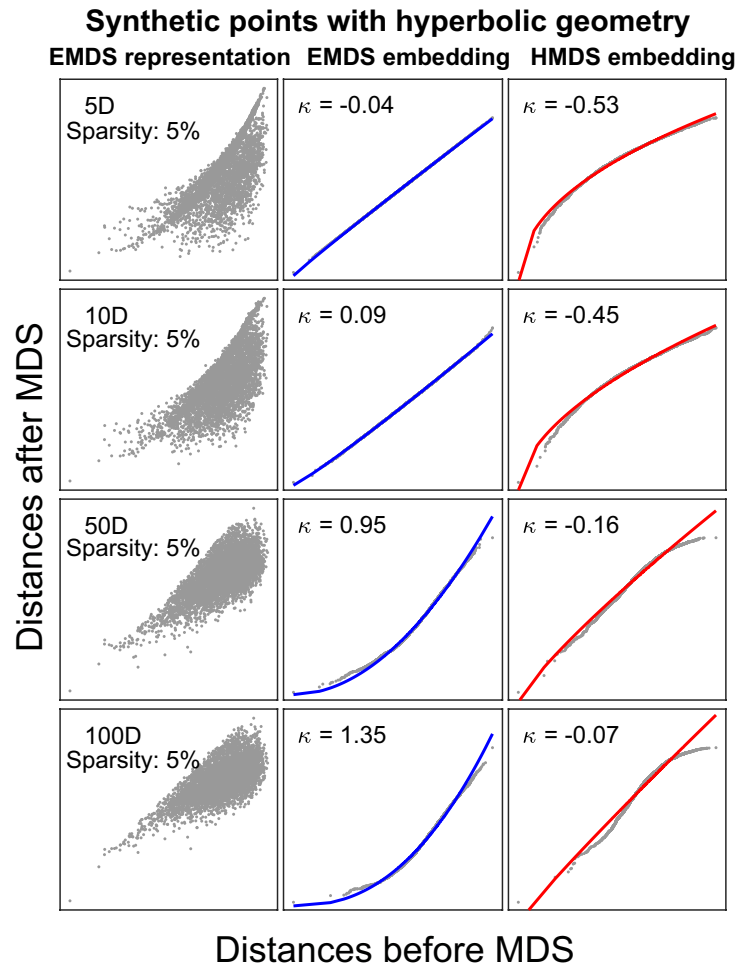 Synthetic points with hyperbolic geometry
EMDS representation EMDS embedding HMDS embedding
5D
Sparsity: 5%
κ = -0.04
κ = -0.53
10D
Sparsity: 5%
κ = 0.09
κ = -0.45
50D
Sparsity: 5%
κ = 0.95
κ = -0.16
100D
Sparsity: 5%
κ = 1.35
κ = -0.07
Distances after MDS
Distances before MDS